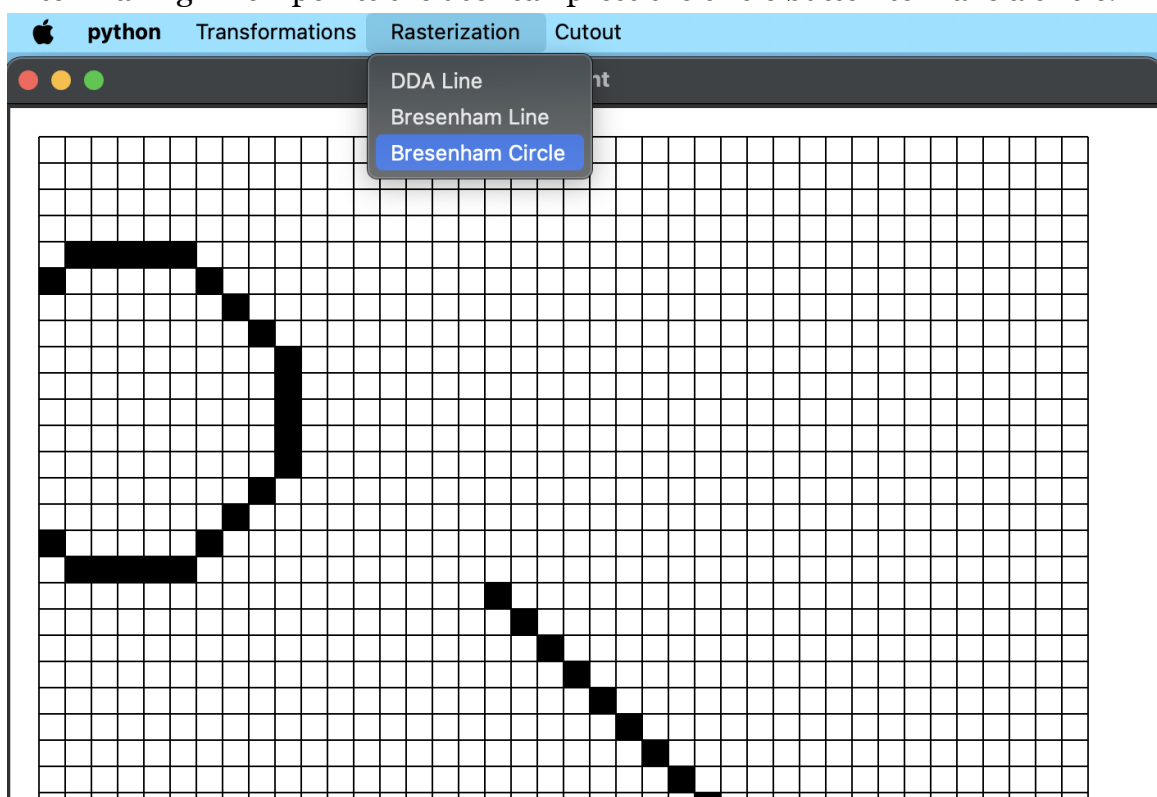 python Transformations Rasterization Cutout
DDA Line
Bresenham Line
Bresenham Circle